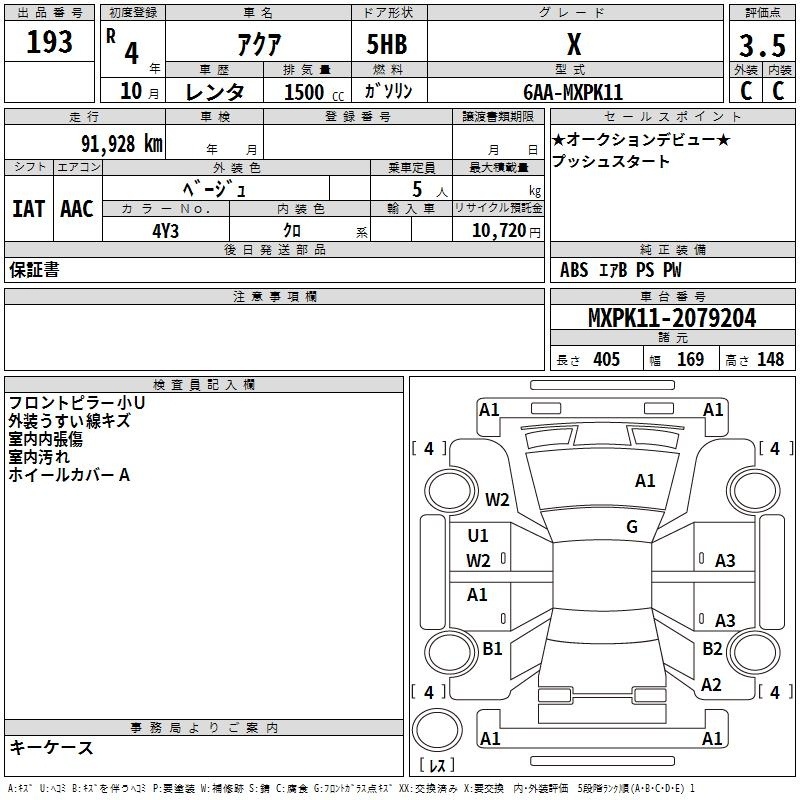 出品番号 初度登録 車名 ドア形状 グレード 評価点
193 R 4 年 アクア 5HB X 3.5
車歴 排気量 燃料 型式 外装 内装
10 月 レンタ 1500 CC ｶﾞｿﾘﾝ 6AA-MXPK11 C C
走行 車検 登録番号 譲渡書類期限 セールスポイント
91,928 km 年 月 月 日 ★オークションデビュー★
プッシュスタート
シフト エアコン 外装色 乗車定員 最大積載量
IAT AAC ﾍﾞｰｼﾞｭ 5 人 kg
カラーNo. 内装色 輸入車 リサイクル預託金
4Y3 ｸﾛ 系 10,720 円
後日発送部品 純正装備
保証書 ABS ｴｱB PS PW
注意事項欄 車台番号
MXPK11-2079204
諸元
長さ 405 幅 169 高さ 148
検査員記入欄
フロントピラー小U
外装うすい線キズ
室内内張傷
室内汚れ
ホイールカバーA
A1 A1
[ 4 ] [ 4 ]
A1
W2
G
U1
W2 A3
A1
A3
B1 B2
A2
[ 4 ] [ 4 ]
A1 A1
[ ﾚｽ ]
事務局よりご案内
キーケース
A:ｷｽﾞ U:ﾍｺﾐ B:ｷｽﾞを伴うﾍｺﾐ P:要塗装 W:補修跡 S:錆 C:腐食 G:ﾌﾛﾝﾄｶﾞﾗｽ点ｷｽﾞ XX:交換済み X:要交換 内・外装評価 5段階ﾗﾝｸ順(A・B・C・D・E) 1